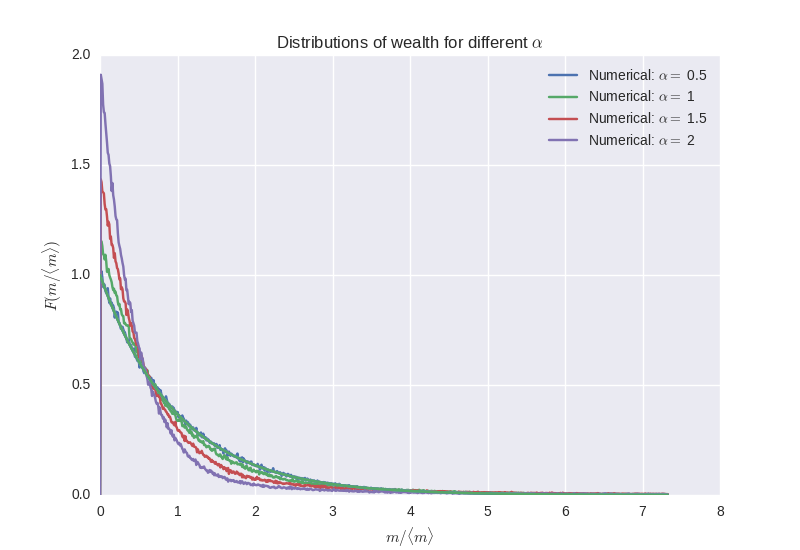 Distributions of wealth for different α
2.0
1.5
1.0
0.5
0.0
F(m/⟨m⟩)
Numerical: α = 0.5
Numerical: α = 1
Numerical: α = 1.5
Numerical: α = 2
0 1 2 3 4 5 6 7 8
m/⟨m⟩